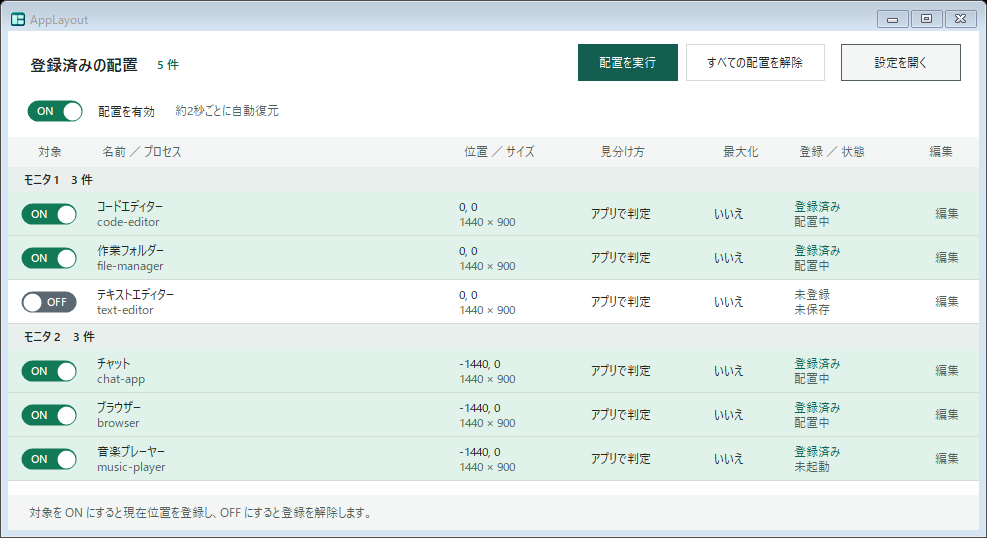 AppLayout
登録済みの配置 5 件
配置を実行 すべての配置を解除 設定を開く
ON 配置を有効 約2秒ごとに自動復元
対象 名前 ／ プロセス 位置 ／ サイズ 見分け方 最大化 登録 ／ 状態 編集
モニタ 1 3 件
コードエディター 0, 0 登録済み
ON アプリで判定 いいえ 編集
code-editor 1440 × 900 配置中
作業フォルダー 0, 0 登録済み
ON アプリで判定 いいえ 編集
file-manager 1440 × 900 配置中
テキストエディター 0, 0 未登録
OFF アプリで判定 いいえ 編集
text-editor 1440 × 900 未保存
モニタ 2 3 件
チャット -1440, 0 登録済み
ON アプリで判定 いいえ 編集
chat-app 1440 × 900 配置中
ブラウザー -1440, 0 登録済み
ON アプリで判定 いいえ 編集
browser 1440 × 900 配置中
音楽プレーヤー -1440, 0 登録済み
ON アプリで判定 いいえ 編集
music-player 1440 × 900 未起動
対象を ON にすると現在位置を登録し、OFF にすると登録を解除します。